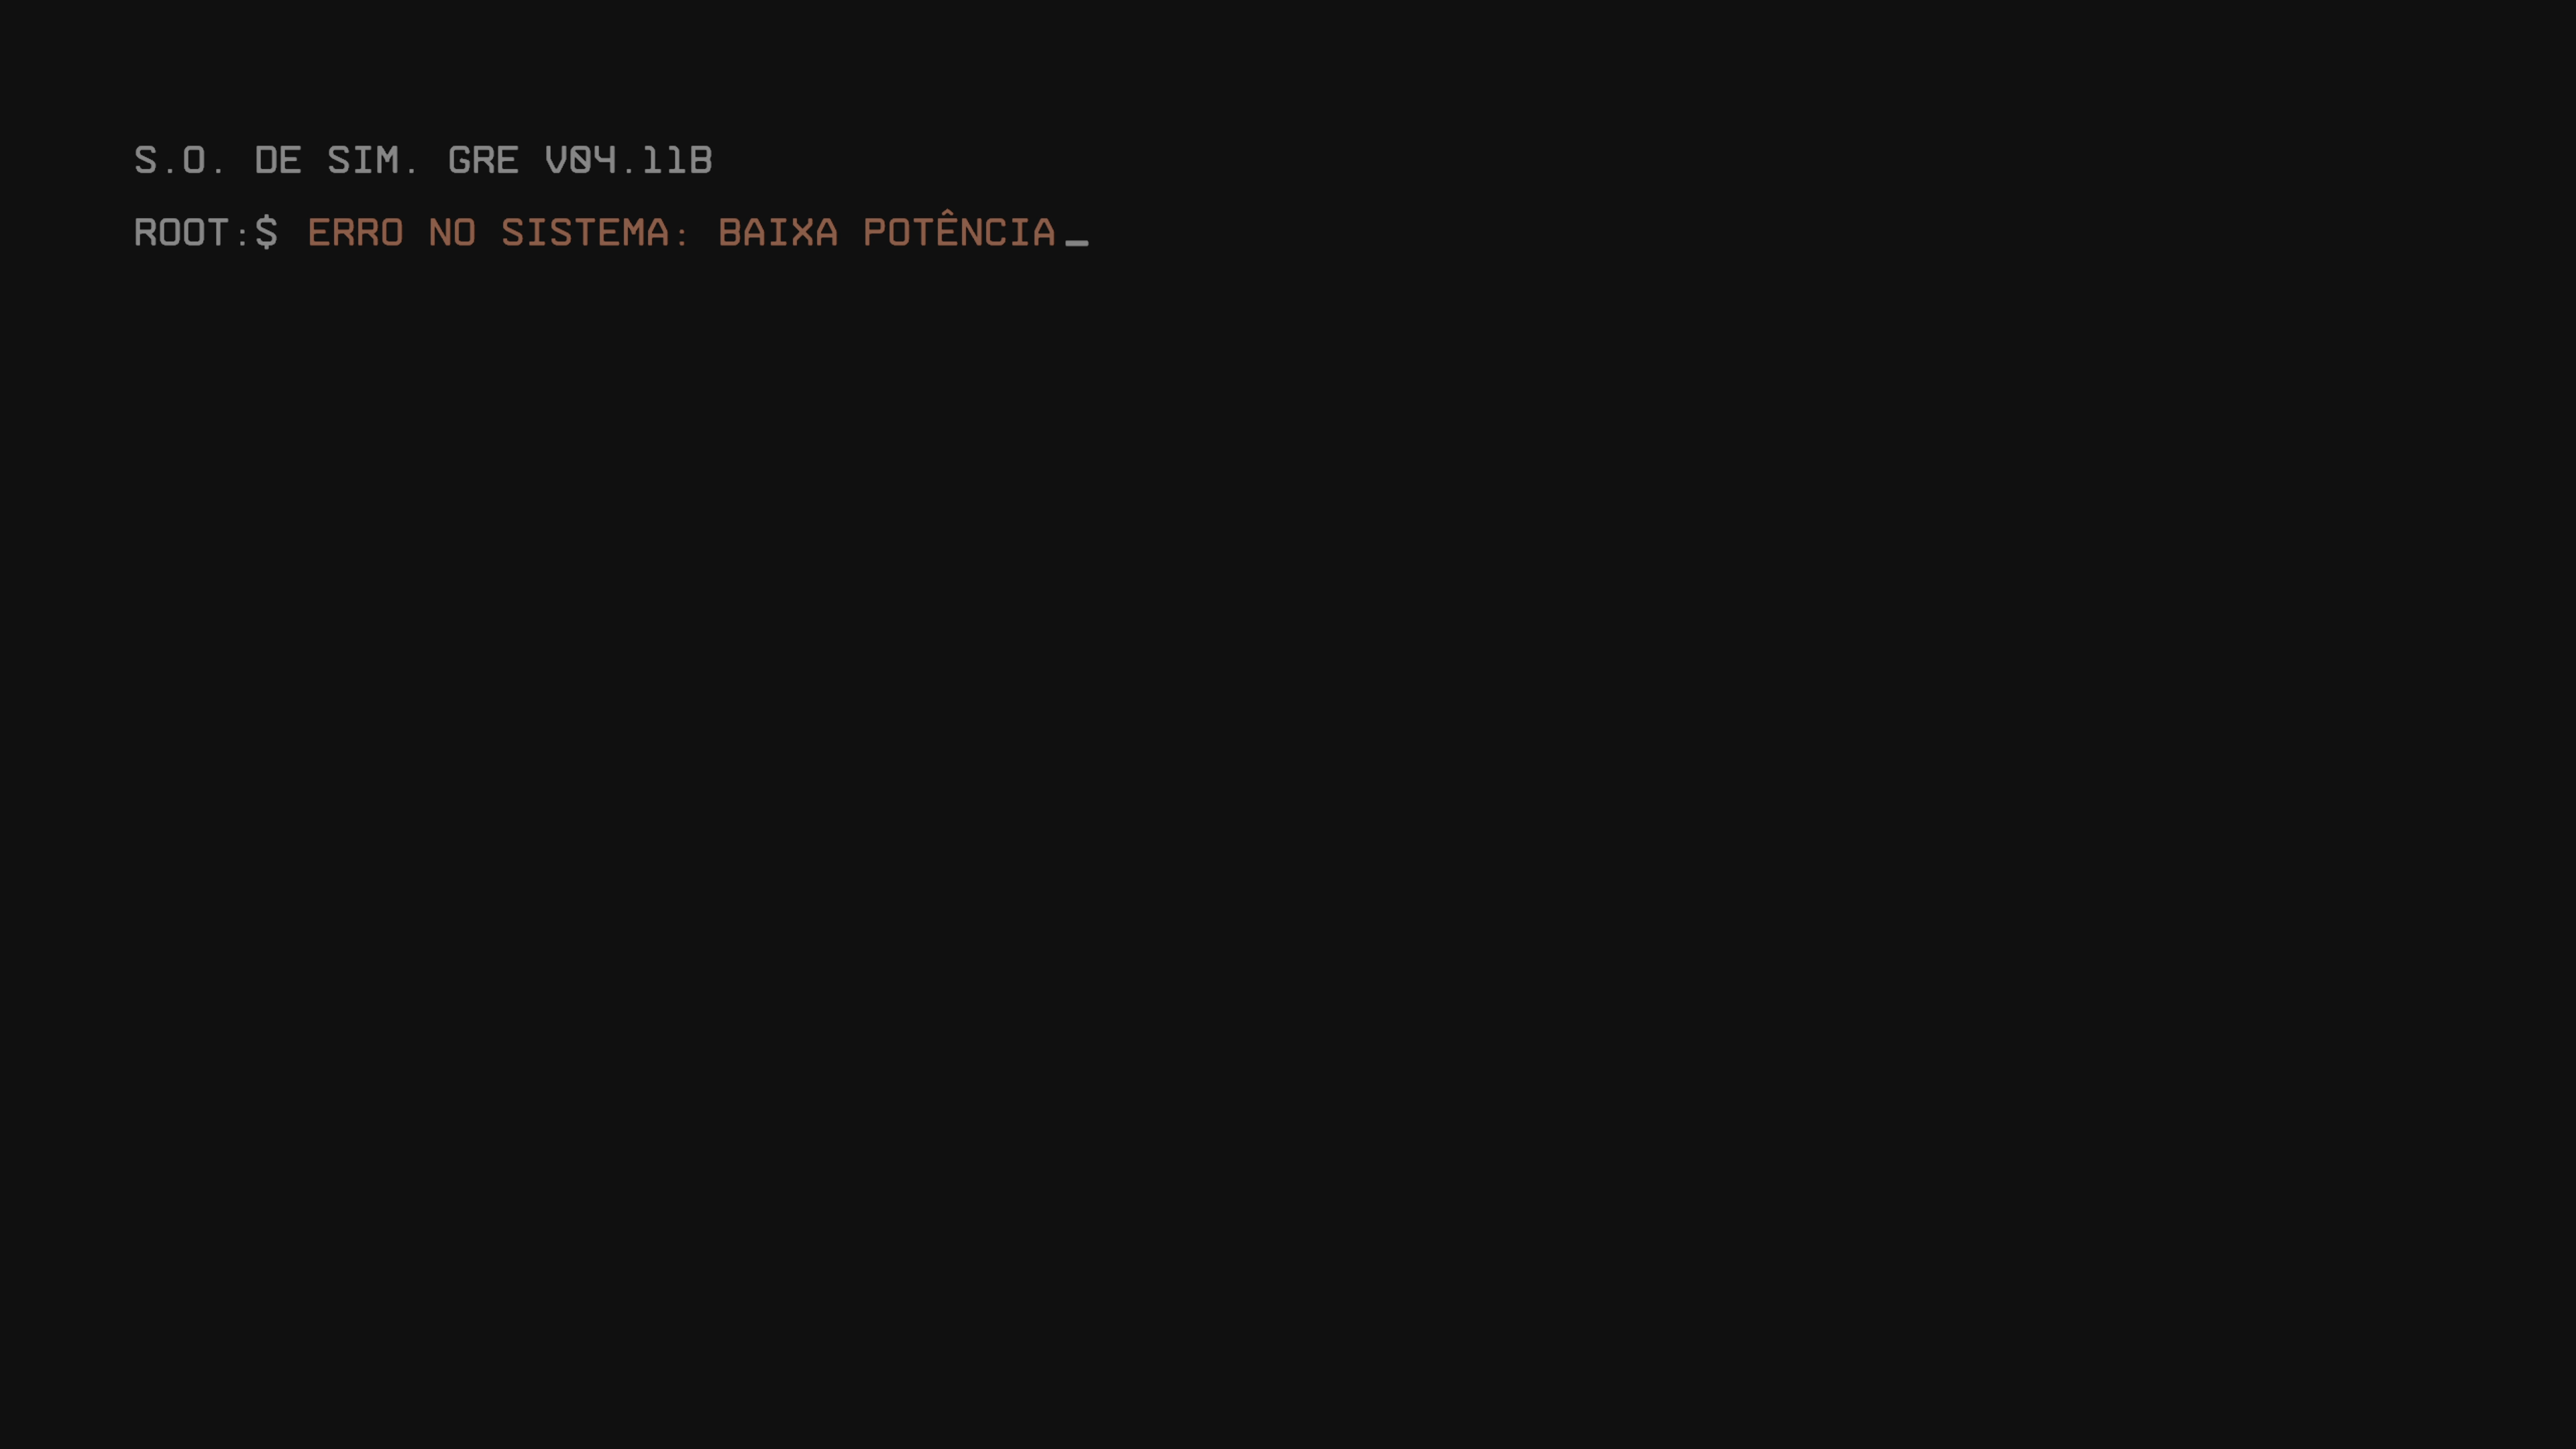 S.O. DE SIM. GRE V04.11B
ROOT:$ ERRO NO SISTEMA: BAIXA POTÊNCIA_